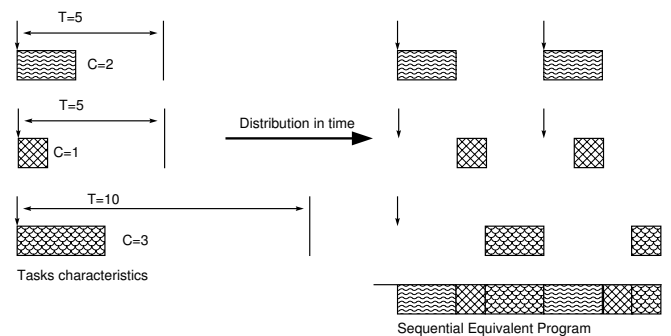 T=5
C=2
T=5
Distribution in time
C=1
T=10
C=3
Tasks characteristics
Sequential Equivalent Program